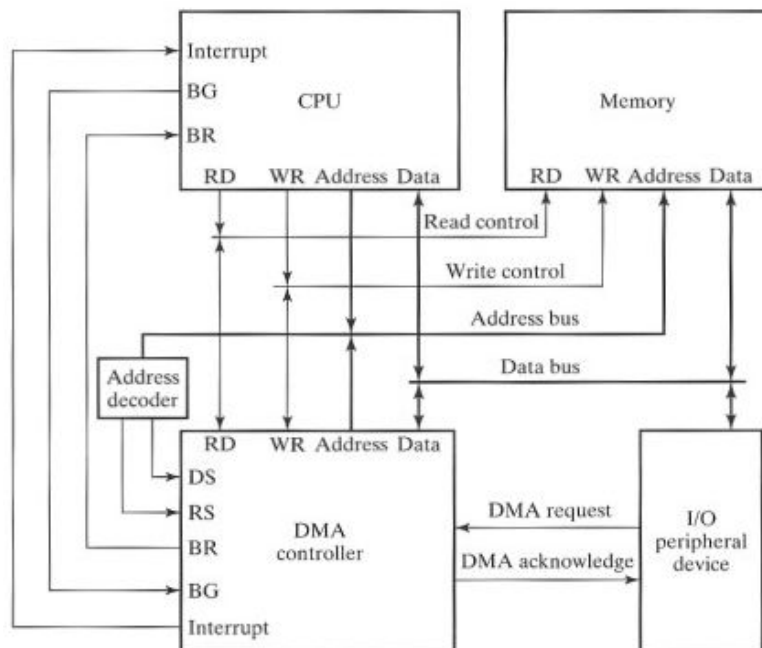 Interrupt
BG
CPU
Memory
BR
RD WR Address Data
RD WR Address Data
Read control
Write control
Address bus
Data bus
Address
decoder
RD WR Address Data
DS
RS
DMA
controller
BR
BG
Interrupt
DMA request
DMA acknowledge
I/O
peripheral
device